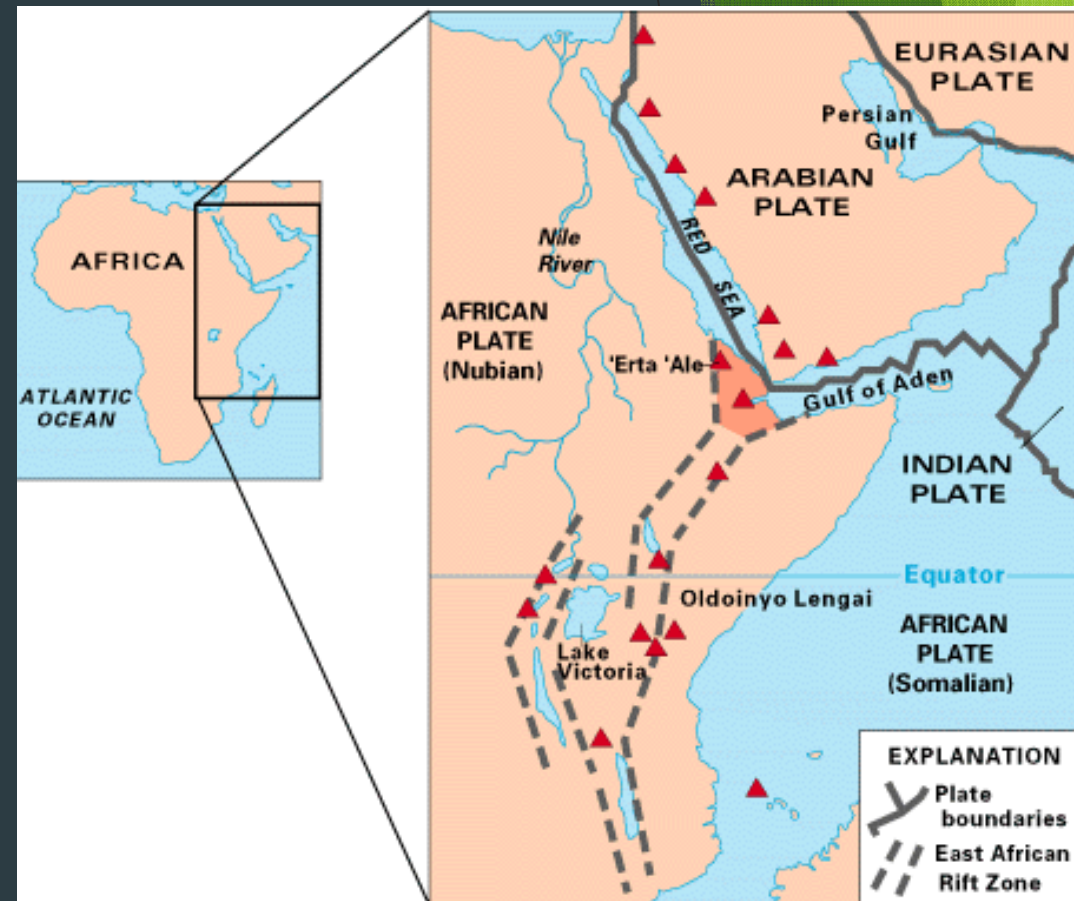 AFRICA
ATLANTIC
OCEAN
EURASIAN
PLATE
Persian
Gulf
ARABIAN
PLATE
RED
SEA
Nile
River
AFRICAN
PLATE
(Nubian)
'Erta 'Ale
Gulf of Aden
INDIAN
PLATE
Equator
Oldoinyo Lengai
AFRICAN
PLATE
(Somalian)
Lake
Victoria
EXPLANATION
Plate
boundaries
East African
Rift Zone